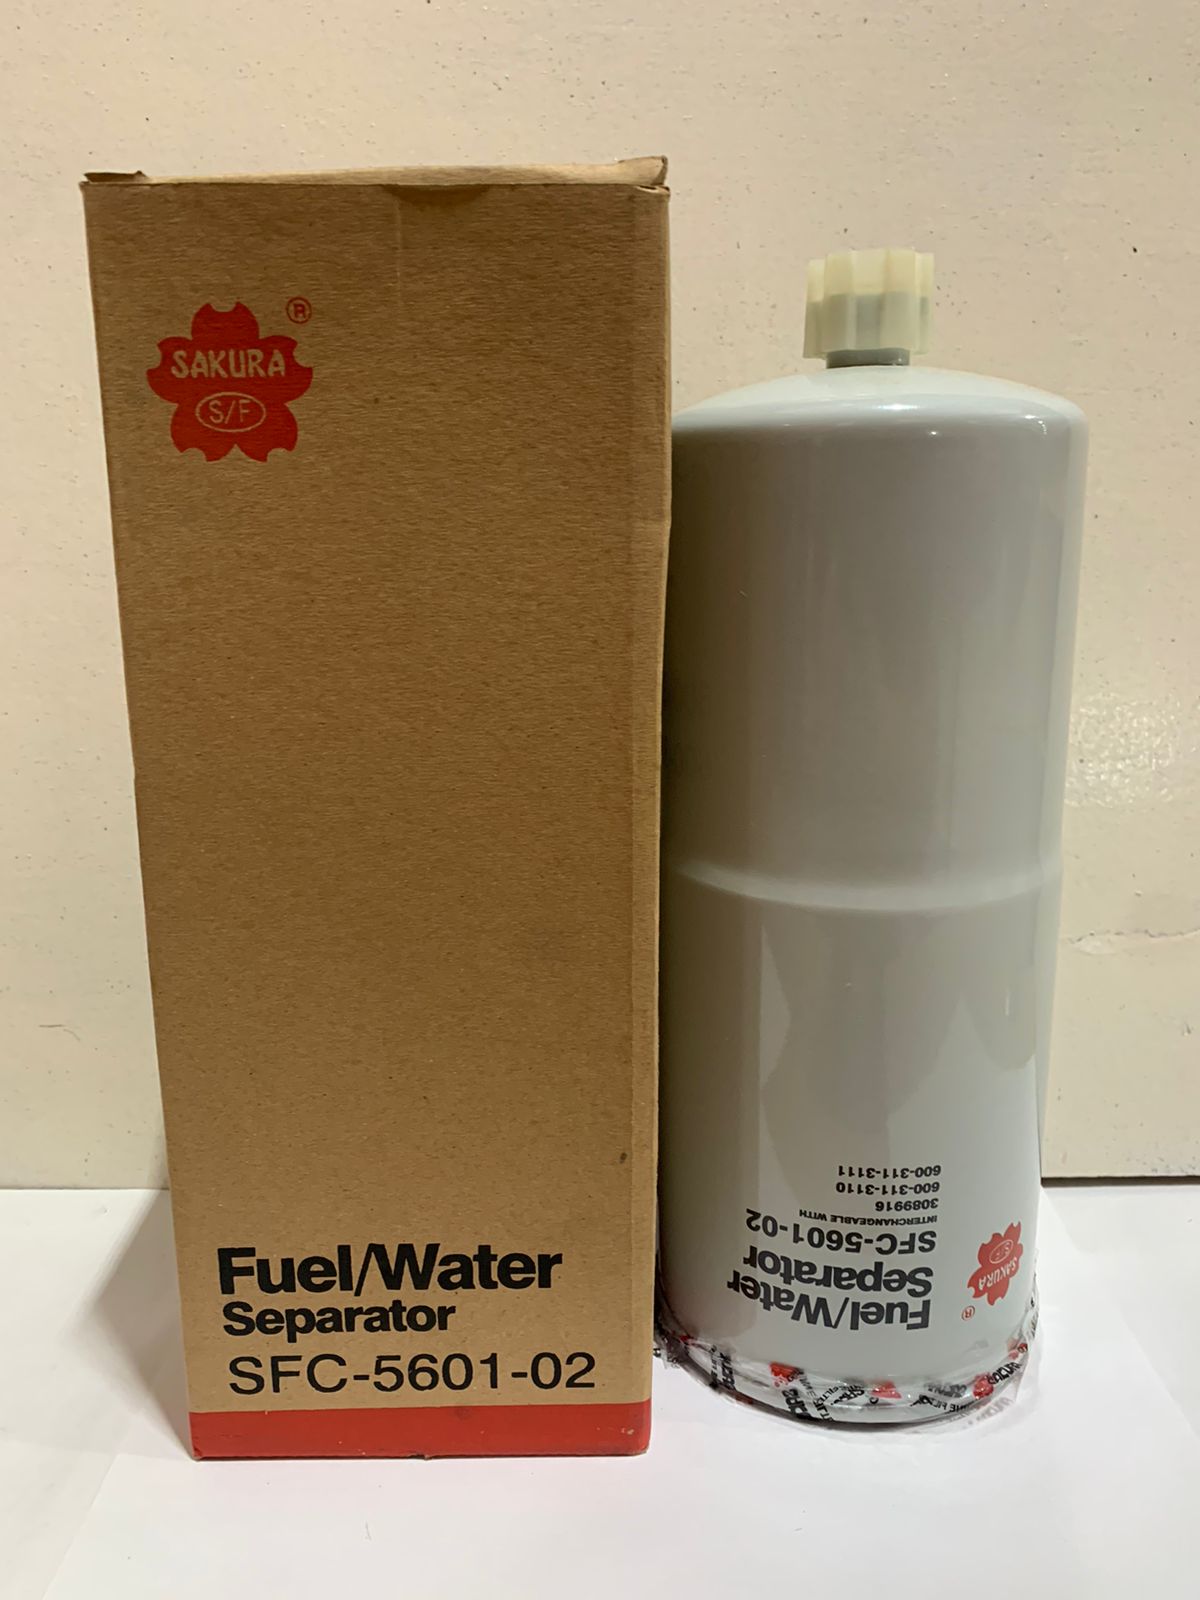 SAKURA ®
S/F
Fuel/Water
Separator
SFC-5601-02
SAKURA ®
S/F
Fuel/Water
Separator
SFC-5601-02
INTERCHANGEABLE WITH
3089916
600-311-3110
600-311-3111